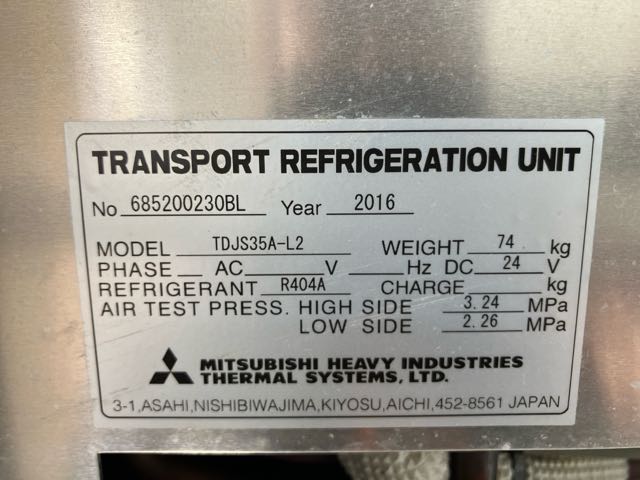 TRANSPORT REFRIGERATION UNIT
No 685200230BL Year 2016
MODEL TDJS35A-L2 WEIGHT 74 kg
PHASE AC V Hz DC 24 V
REFRIGERANT R404A CHARGE kg
AIR TEST PRESS. HIGH SIDE 3.24 MPa
LOW SIDE 2.26 MPa
MITSUBISHI HEAVY INDUSTRIES
THERMAL SYSTEMS, LTD.
3-1,ASAHI,NISHIBIWAJIMA,KIYOSU,AICHI,452-8561 JAPAN